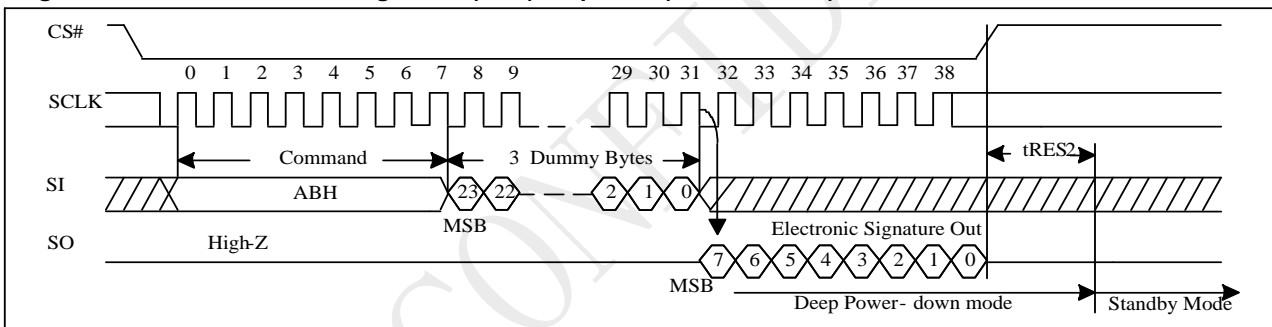 CS#
0 1 2 3 4 5 6 7 8 9 29 30 31 32 33 34 35 36 37 38
SCLK
Command 3 Dummy Bytes tRES2
SI ABH 23 22 2 1 0
MSB
SO High-Z Electronic Signature Out
7 6 5 4 3 2 1 0
MSB
Deep Power- down mode Standby Mode